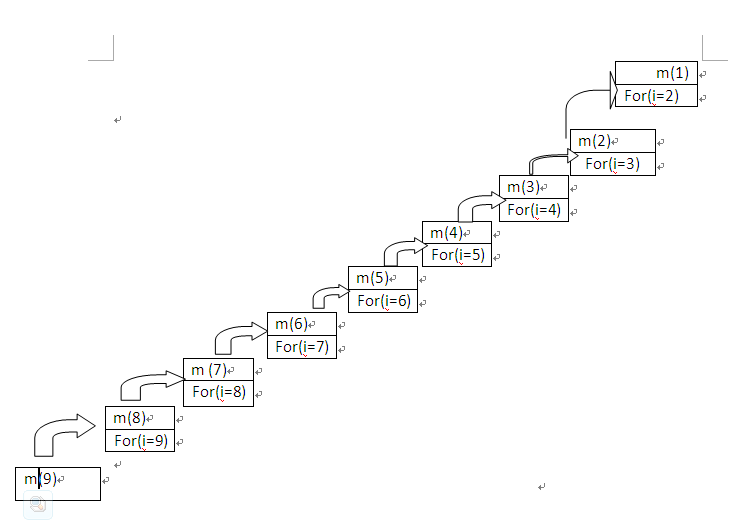 m(1)
For(i=2)
m(2)
For(i=3)
m(3)
For(i=4)
m(4)
For(i=5)
m(5)
For(i=6)
m(6)
For(i=7)
m (7)
For(i=8)
m(8)
For(i=9)
m(9)